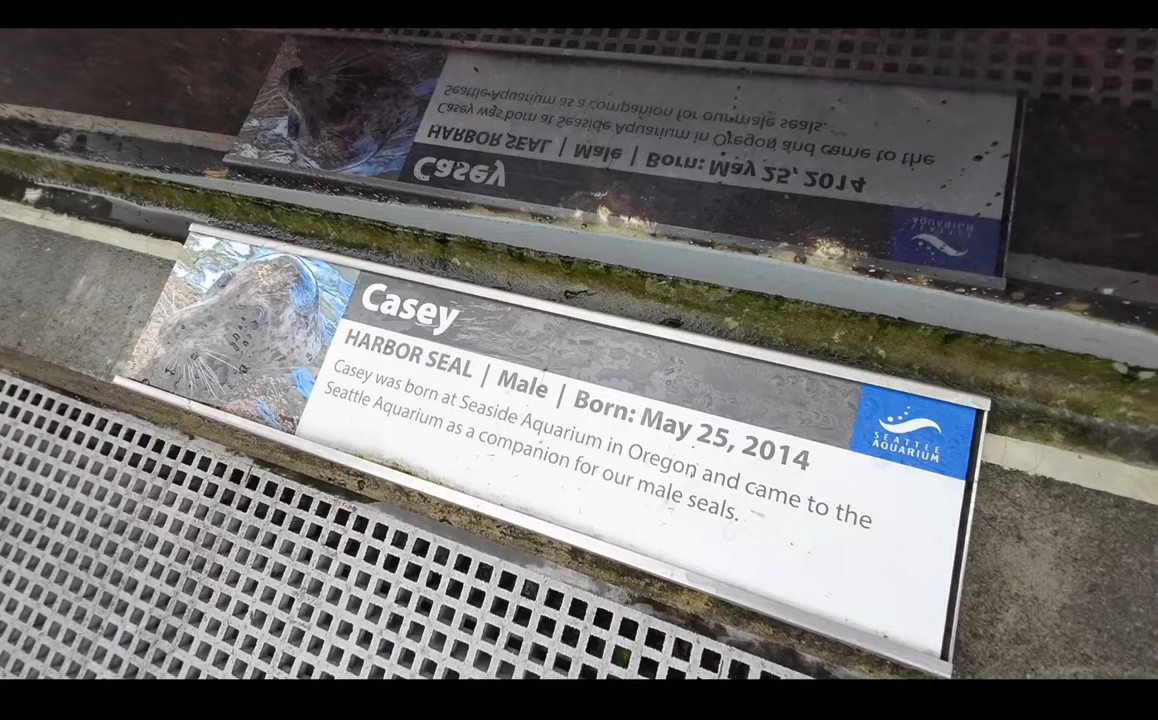 Casey
HARBOR SEAL | Male | Born: May 25, 2014
Casey was born at Seaside Aquarium in Oregon and came to the
Seattle Aquarium as a companion for our male seals.
SEATTLE
AQUARIUM